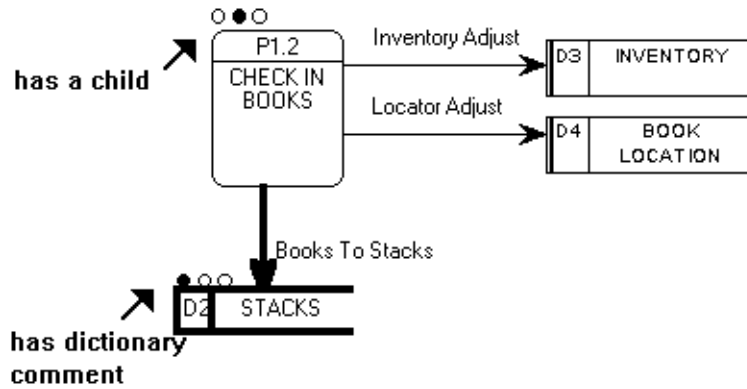 P1.2
Inventory Adjust
D3 INVENTORY
has a child
CHECK IN
BOOKS
Locator Adjust
D4 BOOK
LOCATION
Books To Stacks
D2 STACKS
has dictionary
comment